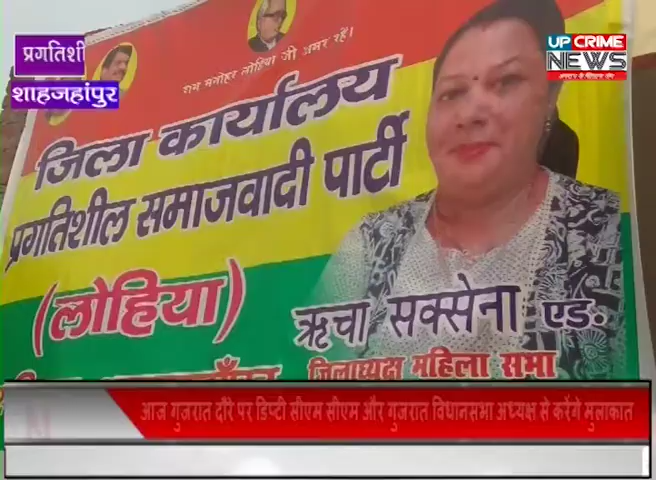 प्रगतिशी
शाहजहांपुर
UP CRIME
NEWS
राम मनोहर लोहिया जी अमर रहें।
जिला कार्यालय
प्रगतिशील समाजवादी पार्टी
(लोहिया)
ऋचा सक्सेना एड.
जिलाध्यक्ष महिला सभा
आज गुजरात दौरे पर डिप्टी सीएम सीएम और गुजरात विधानसभा अध्यक्ष से करेंगे मुलाकात